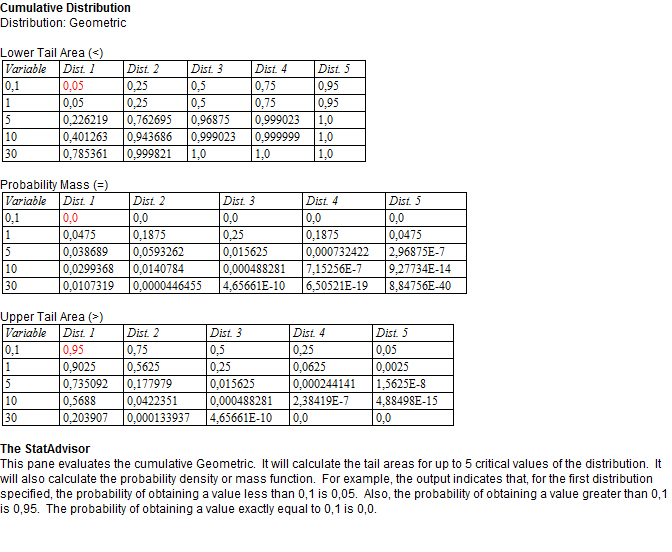 Cumulative Distribution
Distribution: Geometric
Lower Tail Area (<)
Variable Dist. 1 Dist. 2 Dist. 3 Dist. 4 Dist. 5
0,1 0,05 0,25 0,5 0,75 0,95
1 0,05 0,25 0,5 0,75 0,95
5 0,226219 0,762695 0,96875 0,999023 1,0
10 0,401263 0,943686 0,999023 0,999999 1,0
30 0,785361 0,999821 1,0 1,0 1,0
Probability Mass (=)
Variable Dist. 1 Dist. 2 Dist. 3 Dist. 4 Dist. 5
0,1 0,0 0,0 0,0 0,0 0,0
1 0,0475 0,1875 0,25 0,1875 0,0475
5 0,038689 0,0593262 0,015625 0,000732422 2,96875E-7
10 0,0299368 0,0140784 0,000488281 7,15256E-7 9,27734E-14
30 0,0107319 0,0000446455 4,65661E-10 6,50521E-19 8,84756E-40
Upper Tail Area (>)
Variable Dist. 1 Dist. 2 Dist. 3 Dist. 4 Dist. 5
0,1 0,95 0,75 0,5 0,25 0,05
1 0,9025 0,5625 0,25 0,0625 0,0025
5 0,735092 0,177979 0,015625 0,000244141 1,5625E-8
10 0,5688 0,0422351 0,000488281 2,38419E-7 4,88498E-15
30 0,203907 0,000133937 4,65661E-10 0,0 0,0
The StatAdvisor
This pane evaluates the cumulative Geometric.  It will calculate the tail areas for up to 5 critical values of the distribution.  It
will also calculate the probability density or mass function.  For example, the output indicates that, for the first distribution
specified, the probability of obtaining a value less than 0,1 is 0,05.  Also, the probability of obtaining a value greater than 0,1
is 0,95.  The probability of obtaining a value exactly equal to 0,1 is 0,0.